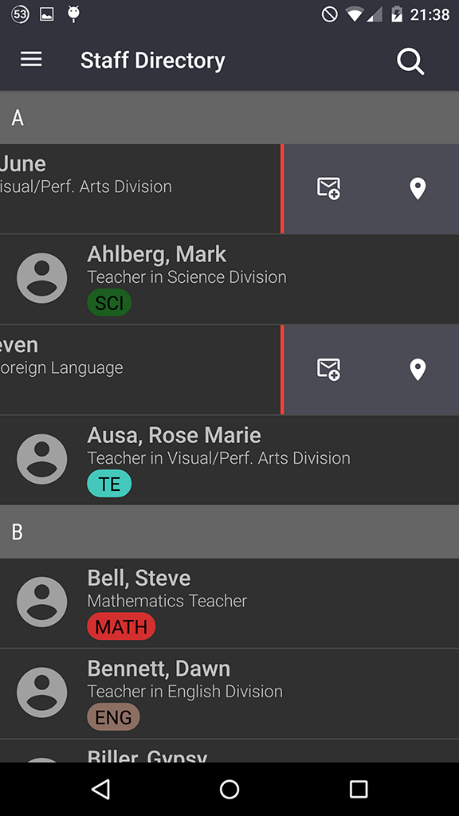 53 21:38
Staff Directory
A
June
isual/Perf. Arts Division
Ahlberg, Mark
Teacher in Science Division
SCI
even
oreign Language
Ausa, Rose Marie
Teacher in Visual/Perf. Arts Division
TE
B
Bell, Steve
Mathematics Teacher
MATH
Bennett, Dawn
Teacher in English Division
ENG
Biller, Gypsy